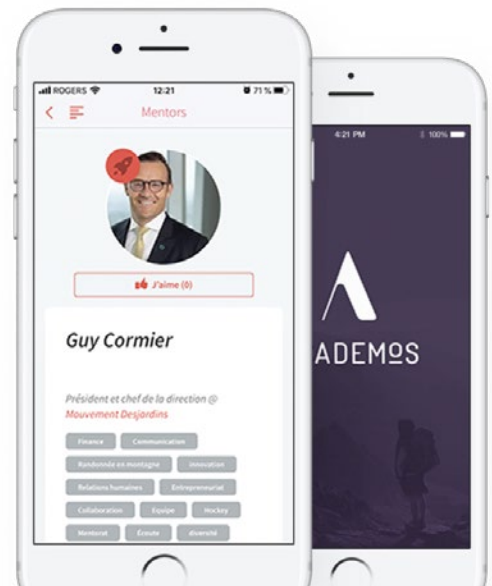 ROGERS 12:21 71 %
Mentors
J'aime (0)
Guy Cormier
Président et chef de la direction @
Mouvement Desjardins
Finance Communication
Randonnée en montagne innovation
Relations humaines Entrepreneuriat
Collaboration Equipe Hockey
Mentorat Écoute diversité
4:21 PM 100%
ADEMOS